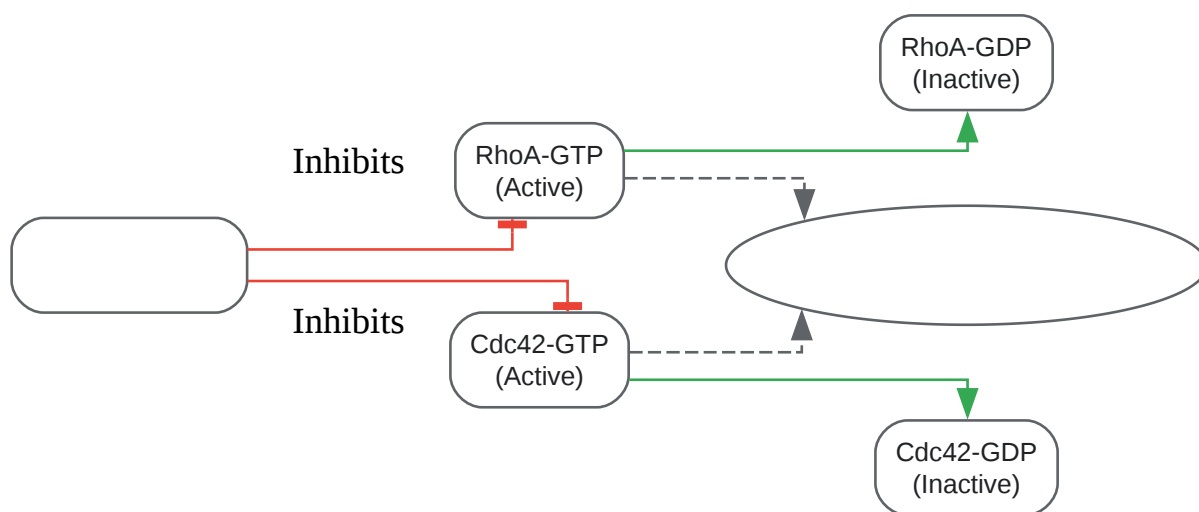 RhoA-GDP
(Inactive)
Inhibits
RhoA-GTP
(Active)
Inhibits
Cdc42-GTP
(Active)
Cdc42-GDP
(Inactive)